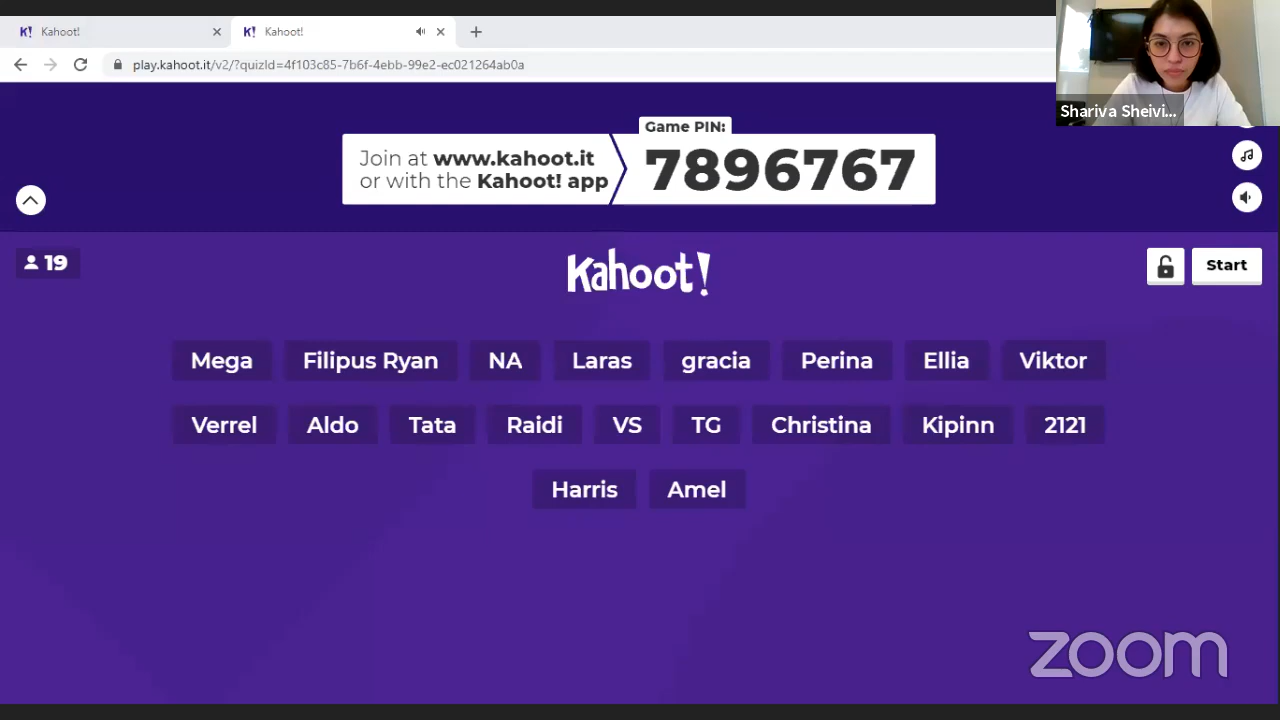 Kahoot! Kahoot!
play.kahoot.it/v2/?quizId=4f103c85-7b6f-4ebb-99e2-ec021264ab0a
Shariva Sheivi...
Game PIN:
Join at www.kahoot.it
or with the Kahoot! app
7896767
19
Kahoot!
Start
Mega Filipus Ryan NA Laras gracia Perina Ellia Viktor
Verrel Aldo Tata Raidi VS TG Christina Kipinn 2121
Harris Amel
zoom